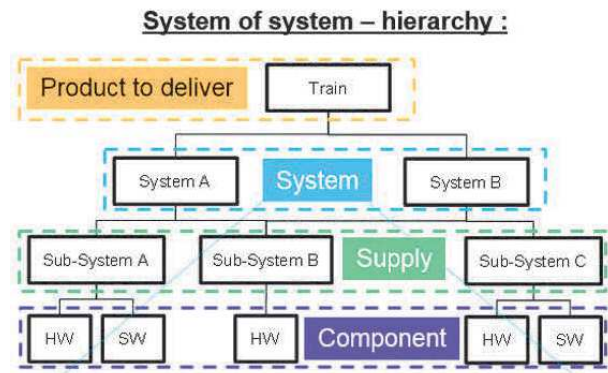 System of system – hierarchy :
Product to deliver
Train
System A
System
System B
Sub-System A
Sub-System B
Supply
Sub-System C
HW
SW
HW
Component
HW
SW